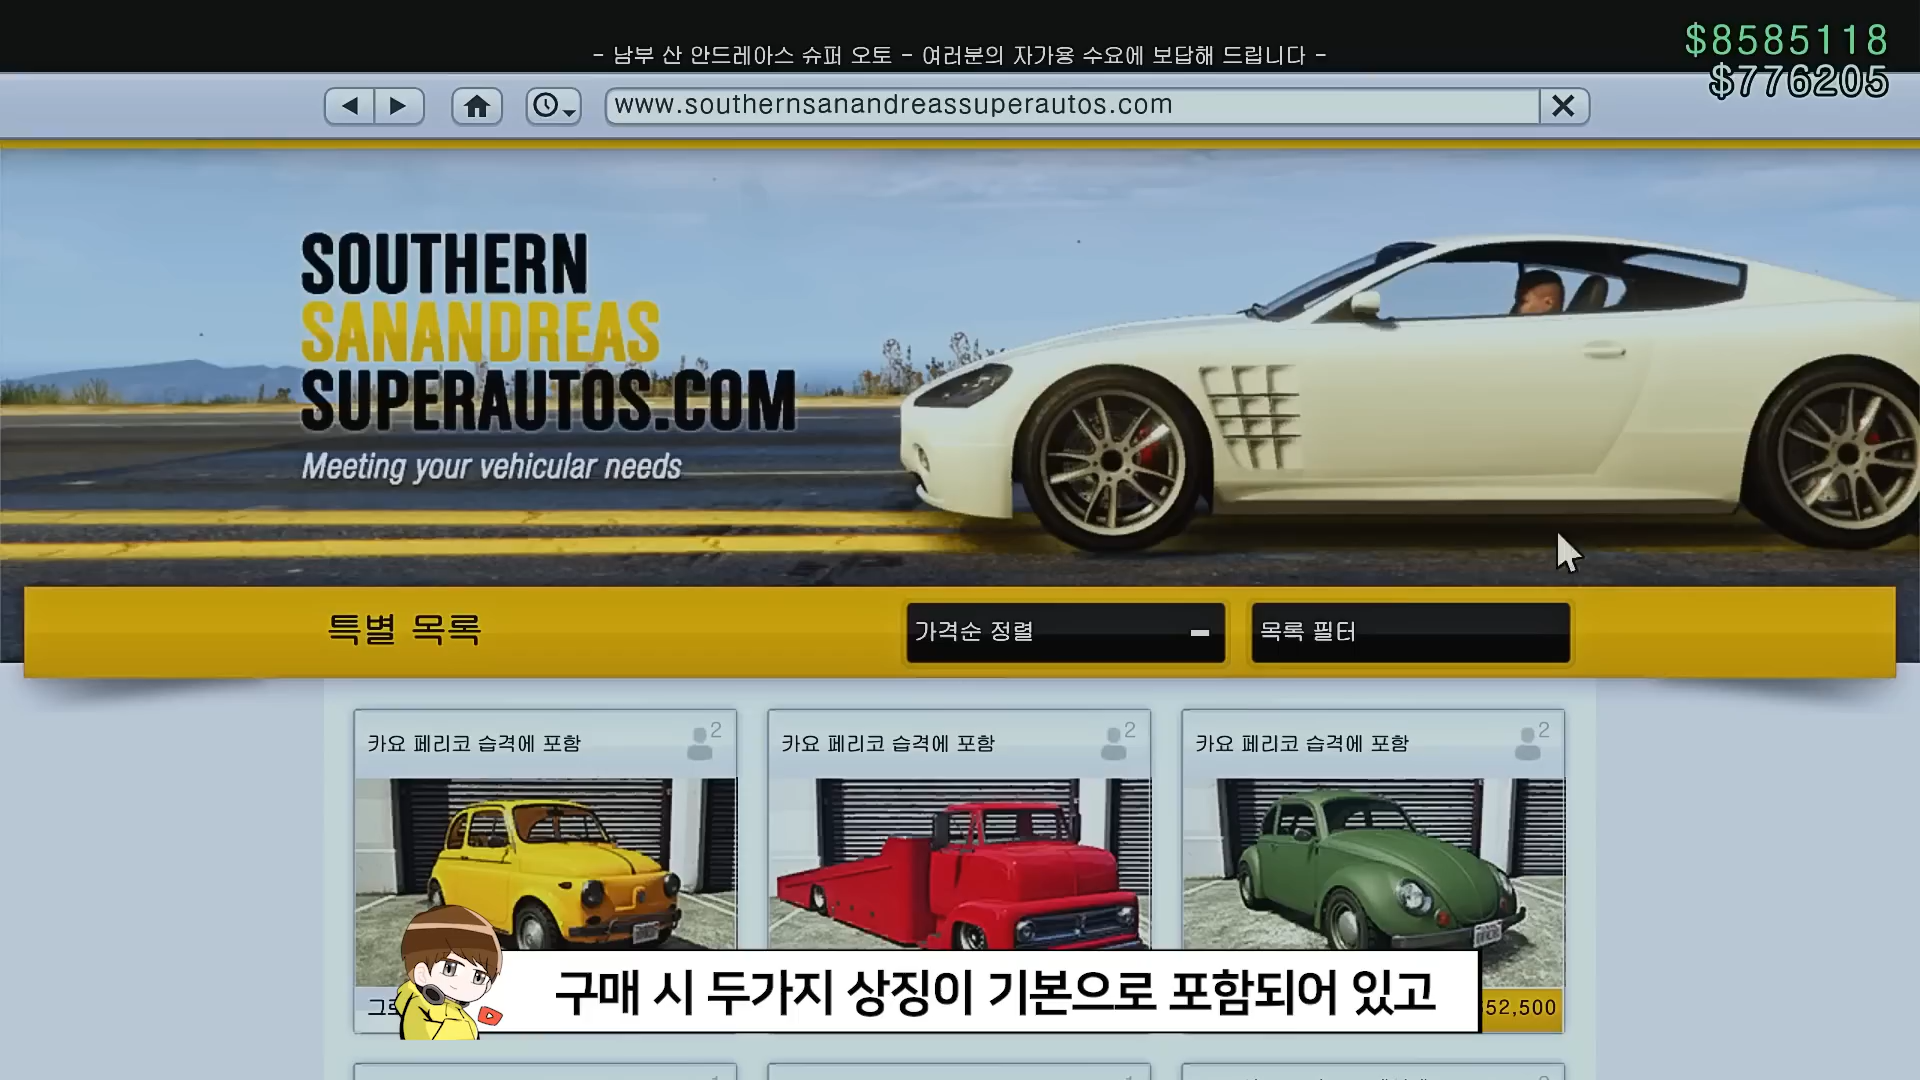 - 남부 산 안드레아스 슈퍼 오토 - 여러분의 자가용 수요에 보답해 드립니다 -
$8585118
$776205
www.southernsanandreassuperautos.com
SOUTHERN
SANANDREAS
SUPERAUTOS.COM
Meeting your vehicular needs
특별 목록
가격순 정렬
목록 필터
카요 페리코 습격에 포함
2
카요 페리코 습격에 포함
2
카요 페리코 습격에 포함
2
52,500
구매 시 두가지 상징이 기본으로 포함되어 있고